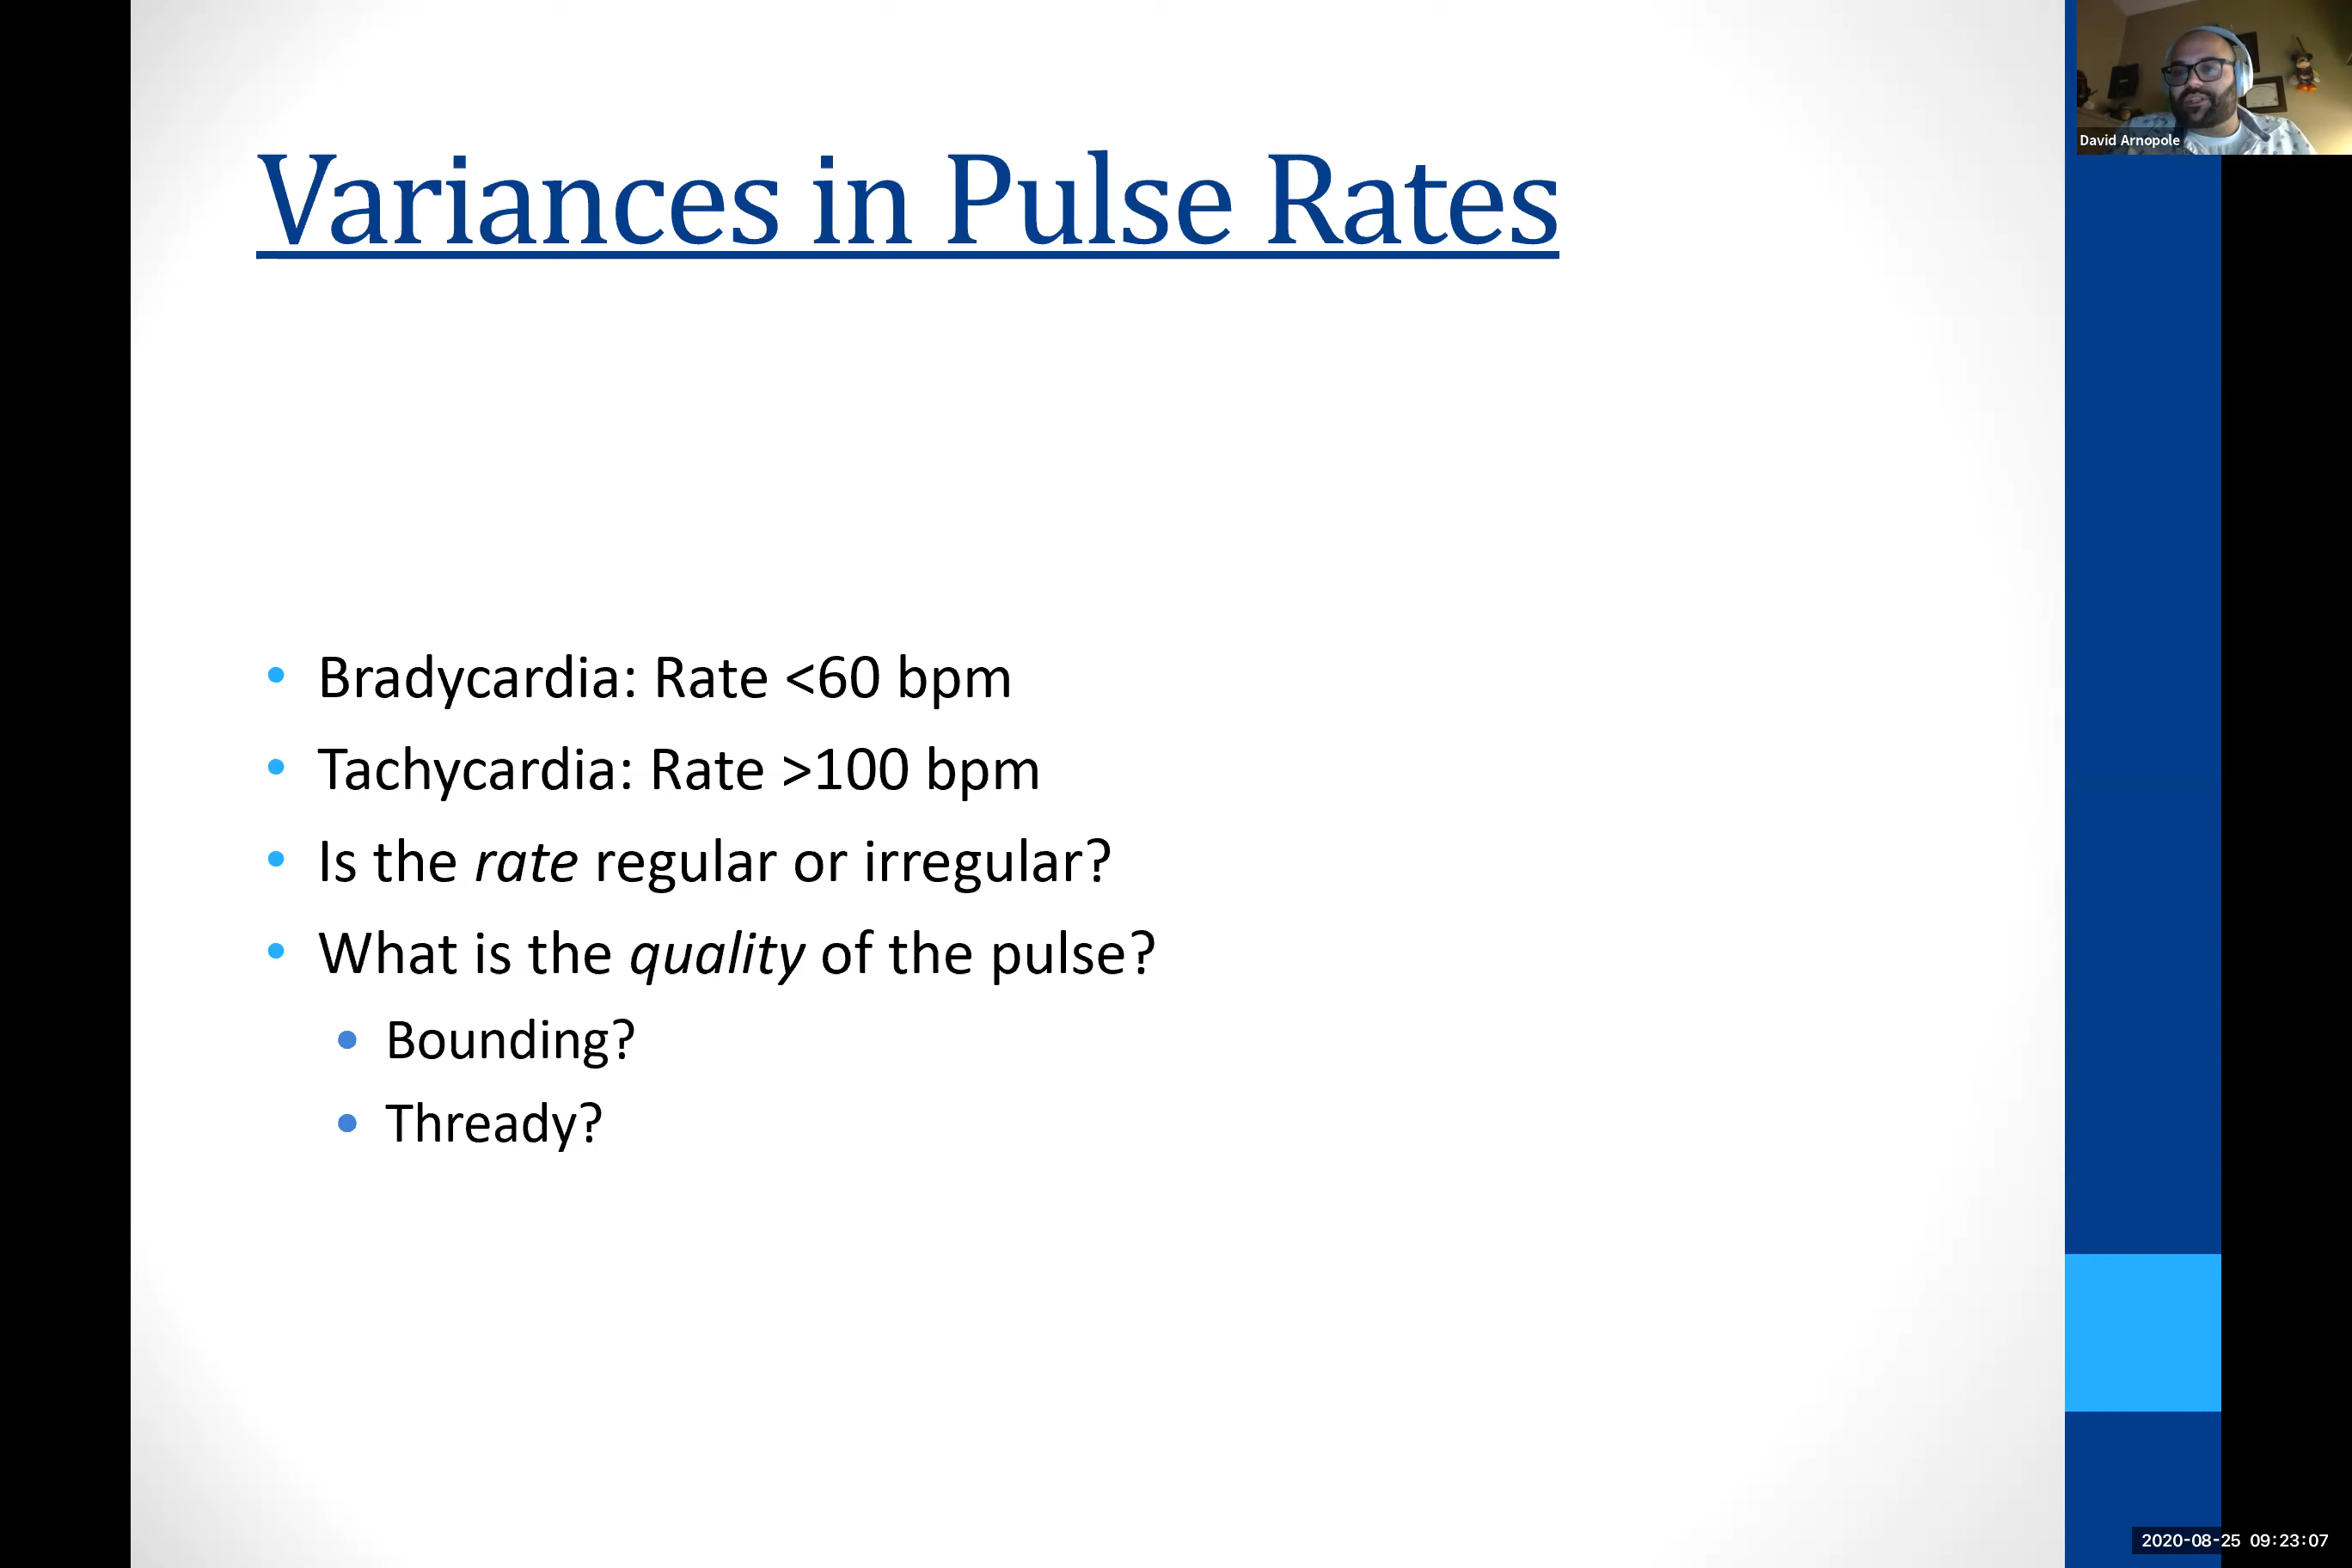 Variances in Pulse Rates
David Arnopole
• Bradycardia: Rate <60 bpm
• Tachycardia: Rate >100 bpm
• Is the rate regular or irregular?
• What is the quality of the pulse?
• Bounding?
• Thready?
2020-08-25 09:23:07